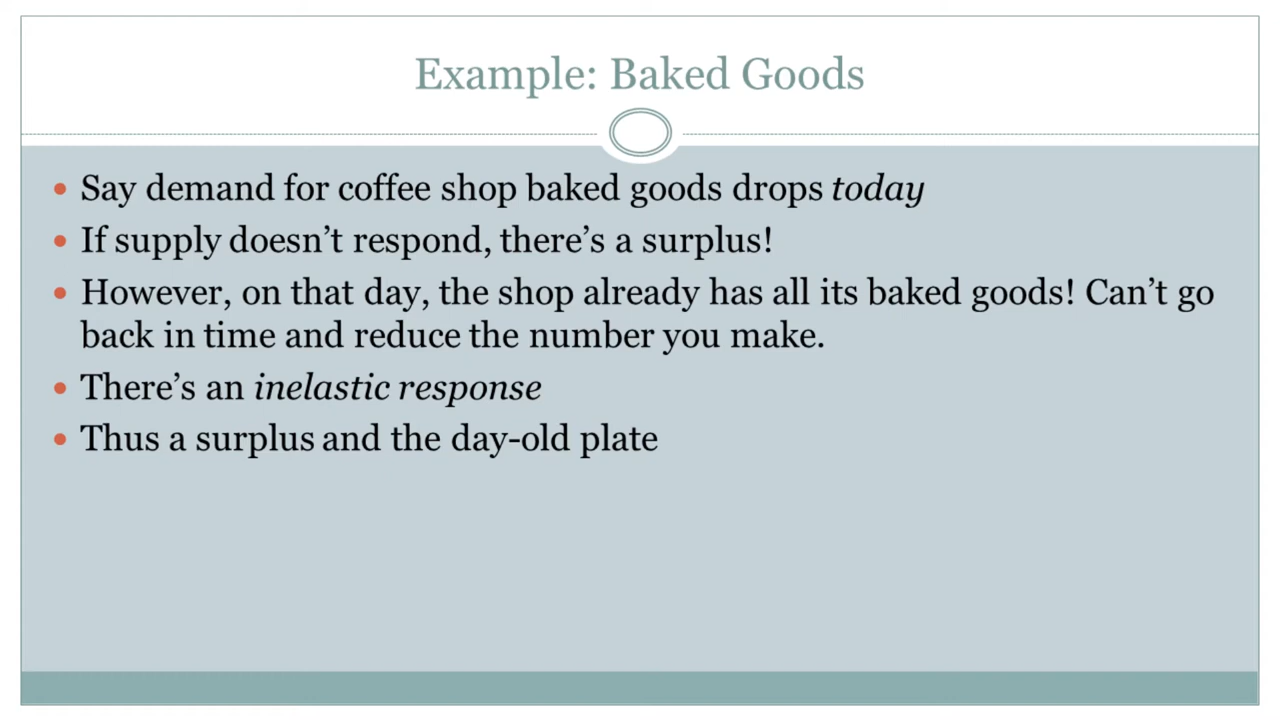 Example: Baked Goods
Say demand for coffee shop baked goods drops today
If supply doesn’t respond, there’s a surplus!
However, on that day, the shop already has all its baked goods! Can’t go
back in time and reduce the number you make.
There’s an inelastic response
Thus a surplus and the day-old plate